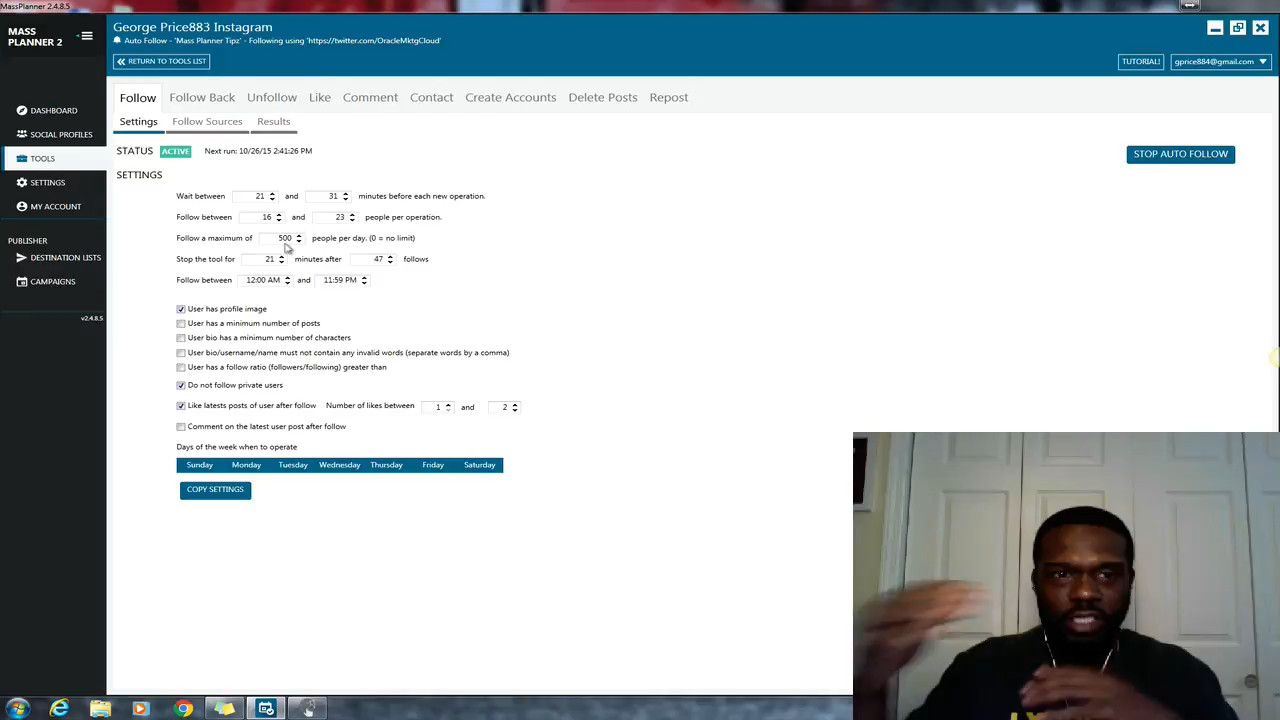 MassPlanner 2.4.8.5
MASS
PLANNER 2
George Price883 Instagram
Auto Follow - 'Mass Planner Tipz' - Following using 'https://twitter.com/OracleMktgCloud'
RETURN TO TOOLS LIST
TUTORIAL!
gprice884@gmail.com
DASHBOARD
SOCIAL PROFILES
TOOLS
SETTINGS
MY ACCOUNT
PUBLISHER
DESTINATION LISTS
CAMPAIGNS
v2.4.8.5
Follow Follow Back Unfollow Like Comment Contact Create Accounts Delete Posts Repost
Settings Follow Sources Results
STATUS ACTIVE Next run: 10/26/15 2:41:26 PM
STOP AUTO FOLLOW
SETTINGS
Wait between 21 and 31 minutes before each new operation.
Follow between 16 and 23 people per operation.
Follow a maximum of 500 people per day. (0 = no limit)
Stop the tool for 21 minutes after 47 follows
Follow between 12:00 AM and 11:59 PM
User has profile image
User has a minimum number of posts
User bio has a minimum number of characters
User bio/username/name must not contain any invalid words (separate words by a comma)
User has a follow ratio (followers/following) greater than
Do not follow private users
Like latests posts of user after follow Number of likes between 1 and 2
Comment on the latest user post after follow
Days of the week when to operate
Sunday Monday Tuesday Wednesday Thursday Friday Saturday
COPY SETTINGS